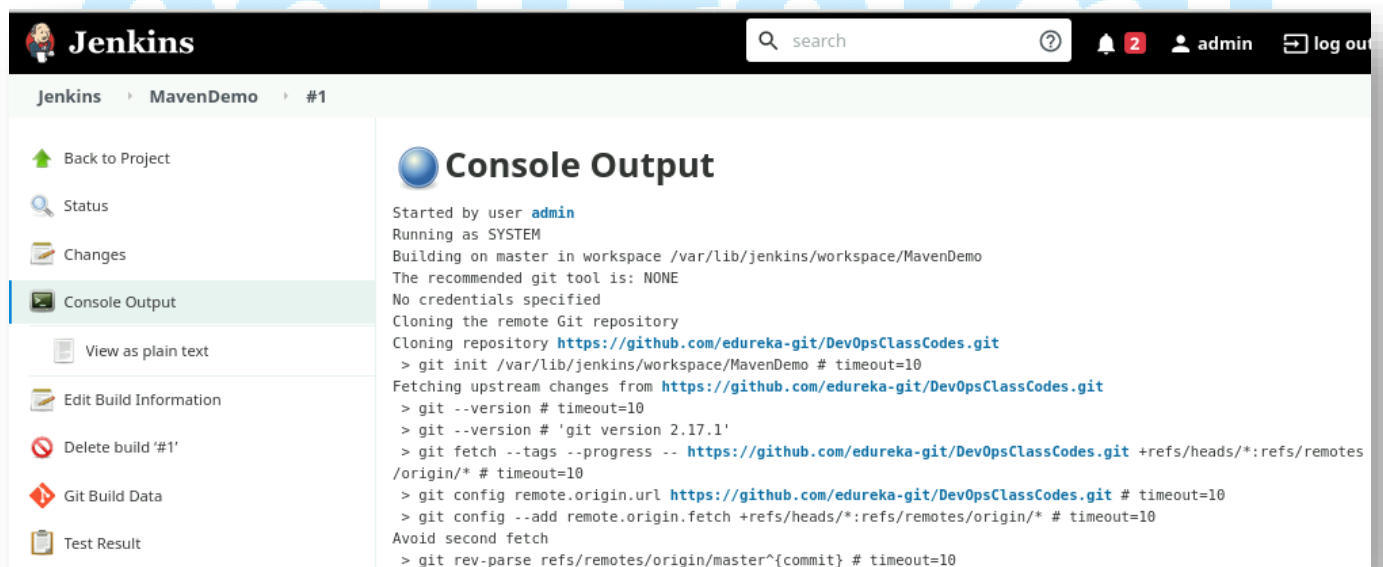 Jenkins
search
2
admin
log out
Jenkins
MavenDemo
#1
Back to Project
Status
Changes
Console Output
View as plain text
Edit Build Information
Delete build ‘#1’
Git Build Data
Test Result
Console Output
Started by user admin
Running as SYSTEM
Building on master in workspace /var/lib/jenkins/workspace/MavenDemo
The recommended git tool is: NONE
No credentials specified
Cloning the remote Git repository
Cloning repository https://github.com/edureka-git/DevOpsClassCodes.git
> git init /var/lib/jenkins/workspace/MavenDemo # timeout=10
Fetching upstream changes from https://github.com/edureka-git/DevOpsClassCodes.git
> git --version # timeout=10
> git --version # 'git version 2.17.1'
> git fetch --tags --progress -- https://github.com/edureka-git/DevOpsClassCodes.git +refs/heads/*:refs/remotes
/origin/* # timeout=10
> git config remote.origin.url https://github.com/edureka-git/DevOpsClassCodes.git # timeout=10
> git config --add remote.origin.fetch +refs/heads/*:refs/remotes/origin/* # timeout=10
Avoid second fetch
> git rev-parse refs/remotes/origin/master^{commit} # timeout=10